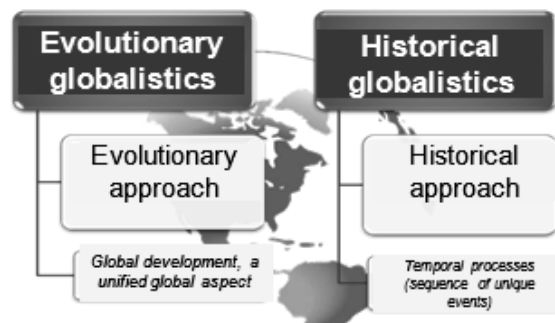 Evolutionary
globalistics
Historical
globalistics
Evolutionary
approach
Historical
approach
Global development, a
unified global aspect
Temporal processes
(sequence of unique
events)